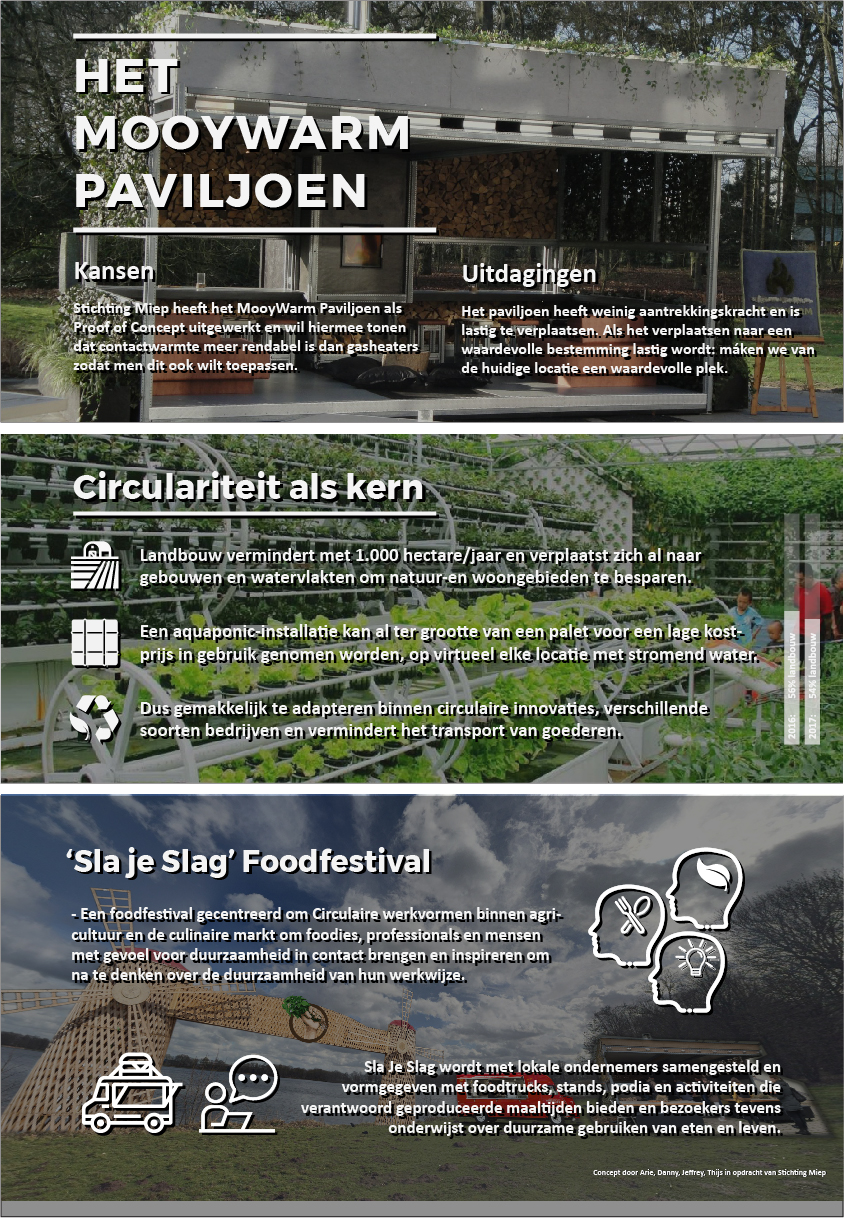 HET
MOOYWARM
PAVILJOEN
Kansen
Stichting Miep heeft het MooyWarm Paviljoen als
Proof of Concept uitgewerkt en wil hiermee tonen
dat contactwarmte meer rendabel is dan gasheaters
zodat men dit ook wilt toepassen.
Uitdagingen
Het paviljoen heeft weinig aantrekkingskracht en is
lastig te verplaatsen. Als het verplaatsen naar een
waardevolle bestemming lastig wordt: máken we van
de huidige locatie een waardevolle plek.
Circulariteit als kern
Landbouw vermindert met 1.000 hectare/jaar en verplaatst zich al naar
gebouwen en watervlakten om natuur-en woongebieden te besparen.
Een aquaponic-installatie kan al ter grootte van een palet voor een lage kost-
prijs in gebruik genomen worden, op virtueel elke locatie met stromend water.
Dus gemakkelijk te adapteren binnen circulaire innovaties, verschillende
soorten bedrijven en vermindert het transport van goederen.
2016: 56% landbouw
2017: 54% landbouw
‘Sla je Slag’ Foodfestival
- Een foodfestival gecentreerd om Circulaire werkvormen binnen agri-
cultuur en de culinaire markt om foodies, professionals en mensen
met gevoel voor duurzaamheid in contact brengen en inspireren om
na te denken over de duurzaamheid van hun werkwijze.
Sla Je Slag wordt met lokale ondernemers samengesteld en
vormgegeven met foodtrucks, stands, podia en activiteiten die
verantwoord geproduceerde maaltijden bieden en bezoekers tevens
onderwijst over duurzame gebruiken van eten en leven.
Concept door Arie, Danny, Jeffrey, Thijs in opdracht van Stichting Miep